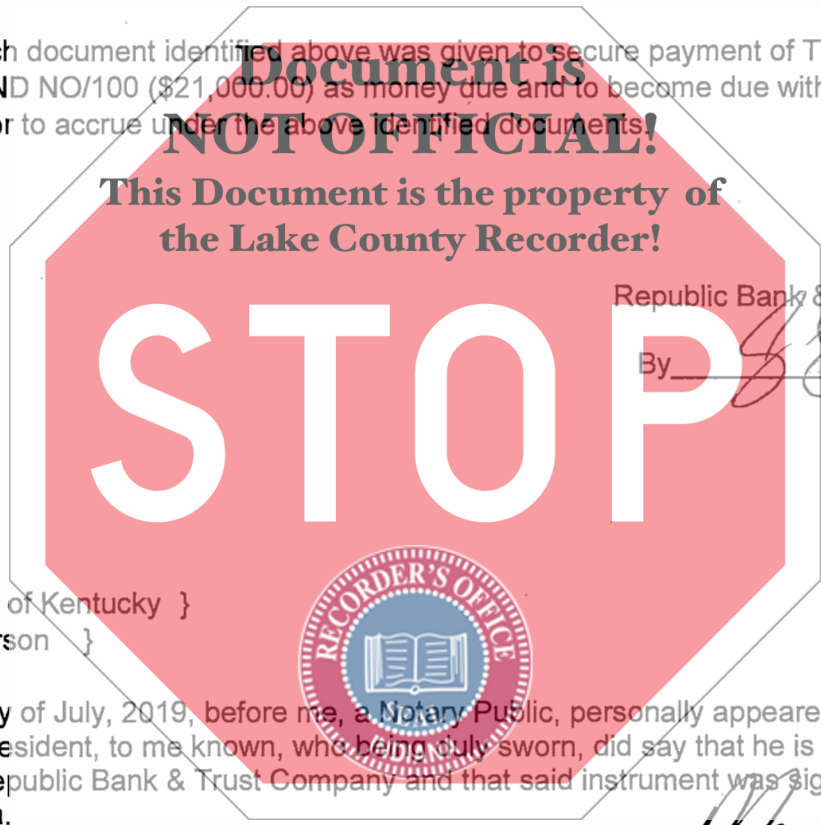 h document identified above was given to secure payment of T
Document is
ND NO/100 ($21,000.00) as money due and to become due with
r to accrue under the above identified documents.
NOT OFFICIAL!
This Document is the property of
the Lake County Recorder!
Republic Bank &
STOP
By
RECORDER'S OFFICE
INDIANA
of Kentucky }
rson }
y of July, 2019, before me, a Notary Public, personally appeare
esident, to me known, who being duly sworn, did say that he is
epublic Bank & Trust Company and that said instrument was sig